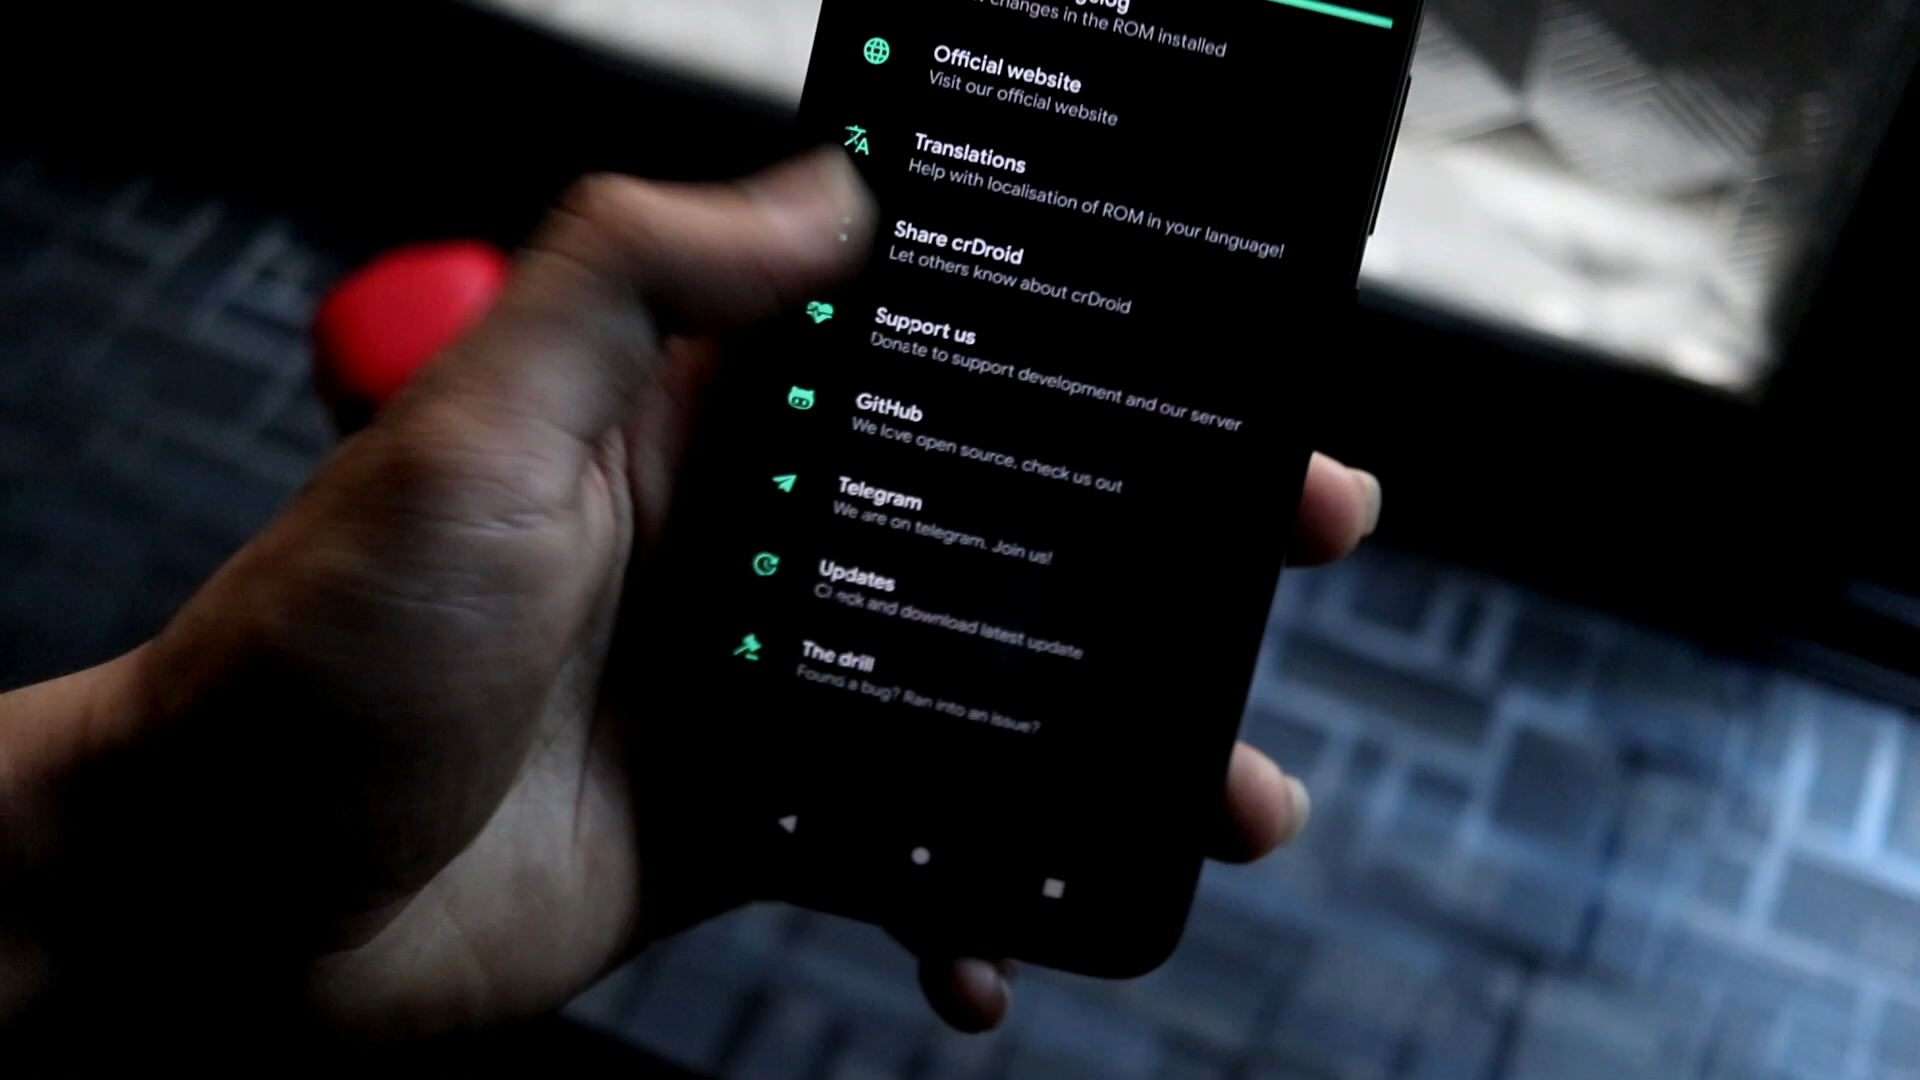 changes in the ROM installed
Official website
Visit our official website
Translations
Help with localisation of ROM in your language!
Share crDroid
Let others know about crDroid
Support us
Donate to support development and our server
GitHub
We love open source, check us out
Telegram
We are on telegram. Join us!
Updates
Check and download latest update
The drill
Found a bug? Ran into an issue?